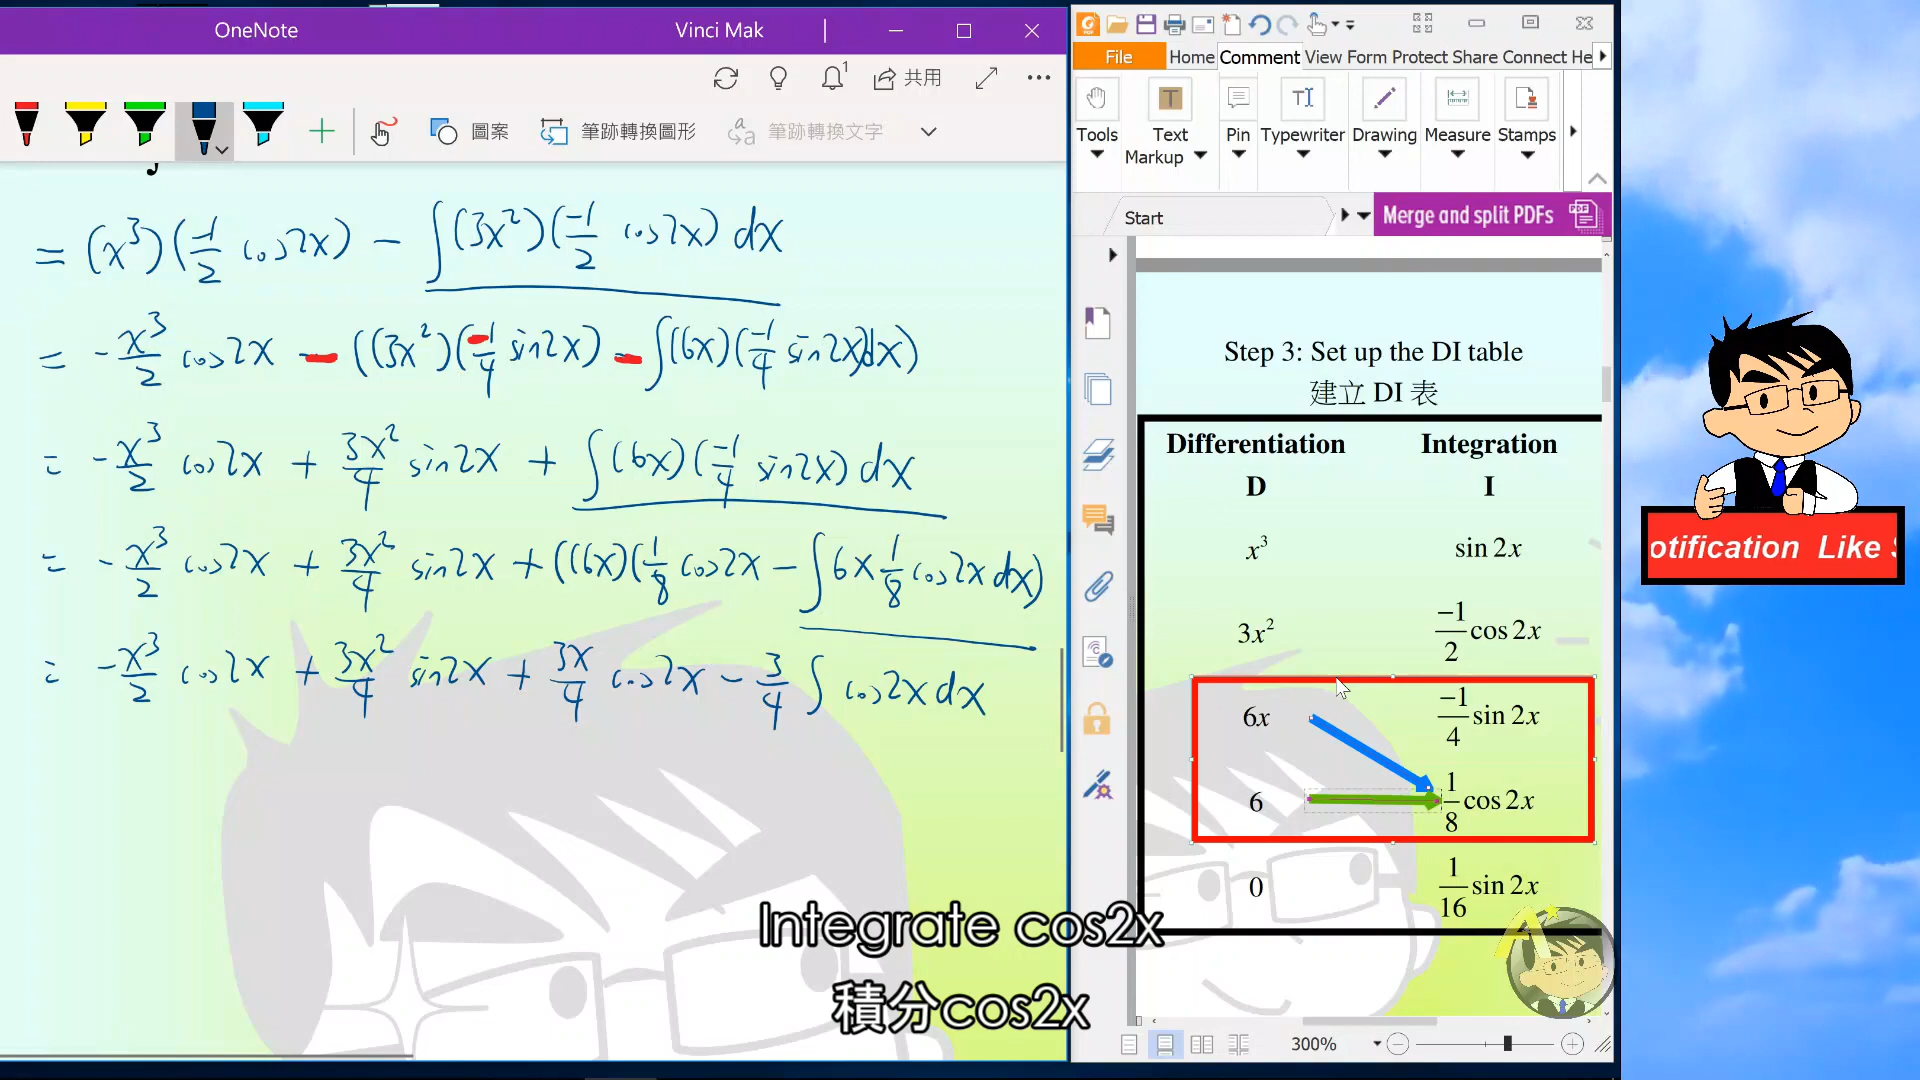 OneNote
Vinci Mak
1
共用
圖案
筆跡轉換圖形
筆跡轉換文字
= (x³)(-1/2 cos2x) - ∫(3x²)(-1/2 cos2x) dx
= -x³/2 cos2x - ((3x²)(-1/4 sin2x) - ∫(6x)(-1/4 sin2x)dx)
= -x³/2 cos2x + 3x²/4 sin2x + ∫(6x)(-1/4 sin2x) dx
= -x³/2 cos2x + 3x²/4 sin2x + ((6x)(1/8 cos2x - ∫6x 1/8 cos2x dx)
= -x³/2 cos2x + 3x²/4 sin2x + 3x/4 cos2x - 3/4 ∫ cos2x dx
File Home Comment View Form Protect Share Connect He
Tools
Text Markup
Pin
Typewriter
Drawing
Measure
Stamps
Start
Merge and split PDFs
PDF
Step 3: Set up the DI table
建立 DI 表
Differentiation Integration
D I
x³ sin 2x
3x² -1/2 cos 2x
6x -1/4 sin 2x
6 1/8 cos 2x
0 1/16 sin 2x
300%
Integrate cos2x
積分cos2x
otification Like